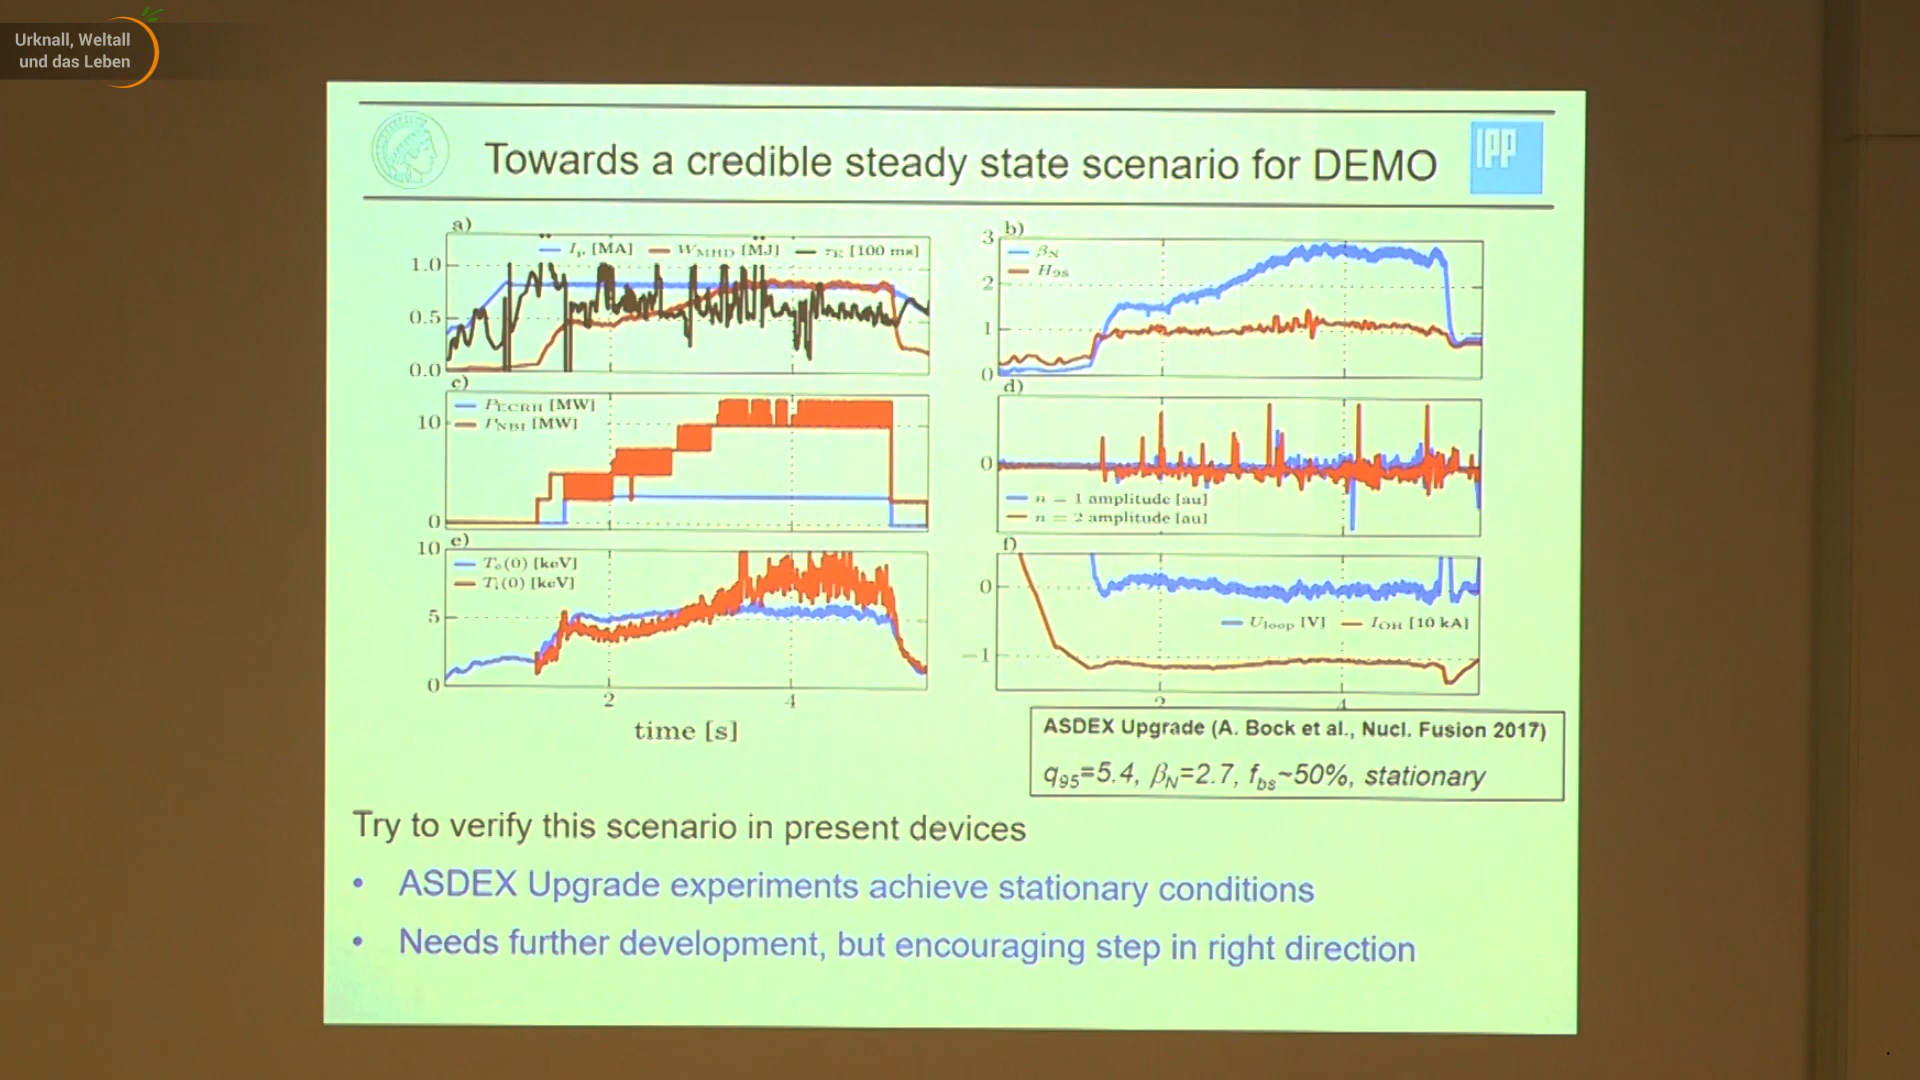 Urknall, Weltall
und das Leben
Towards a credible steady state scenario for DEMO
IPP
a)
Ip [MA] WMHD [MJ] τE [100 ms]
1.0
0.5
0.0
b)
βN
H98
3
2
1
0
c)
PECRH [MW]
PNBI [MW]
10
0
d)
0
n = 1 amplitude [au]
n = 2 amplitude [au]
e)
Te(0) [keV]
Ti(0) [keV]
10
5
0
2 4
time [s]
f)
0
Uloop [V] IOH [10 kA]
−1
2 4
ASDEX Upgrade (A. Bock et al., Nucl. Fusion 2017)
q95=5.4, βN=2.7, fbs~50%, stationary
Try to verify this scenario in present devices
• ASDEX Upgrade experiments achieve stationary conditions
• Needs further development, but encouraging step in right direction